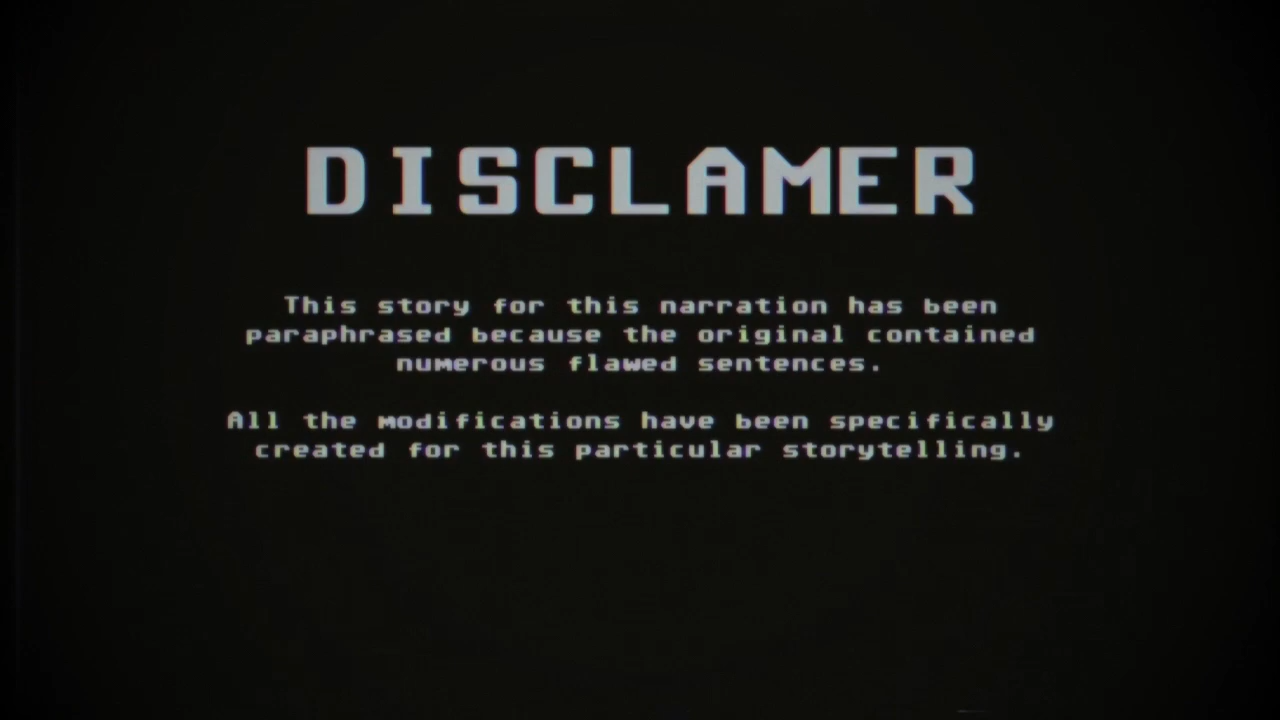 DISCLAMER
This story for this narration has been
paraphrased because the original contained
numerous flawed sentences.
All the modifications have been specifically
created for this particular storytelling.